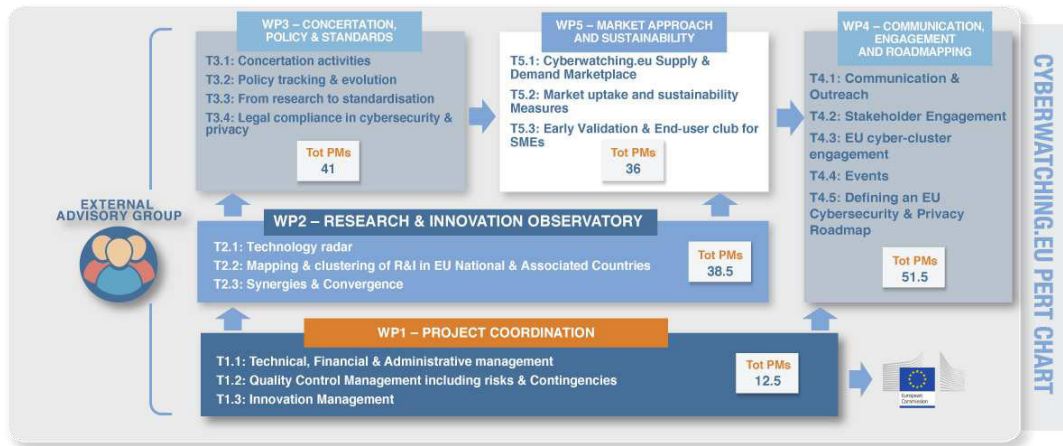 WP3 – CONCERTATION,
POLICY & STANDARDS
T3.1: Concertation activities
T3.2: Policy tracking & evolution
T3.3: From research to standardisation
T3.4: Legal compliance in cybersecurity &
privacy
Tot PMs
41
WP5 – MARKET APPROACH
AND SUSTAINABILITY
T5.1: Cyberwatching.eu Supply &
Demand Marketplace
T5.2: Market uptake and sustainability
Measures
T5.3: Early Validation & End-user club for
SMEs
Tot PMs
36
WP4 – COMMUNICATION,
ENGAGEMENT
AND ROADMAPPING
T4.1: Communication &
Outreach
T4.2: Stakeholder Engagement
T4.3: EU cyber-cluster
engagement
T4.4: Events
T4.5: Defining an EU
Cybersecurity & Privacy
Roadmap
Tot PMs
51.5
EXTERNAL
ADVISORY GROUP
WP2 – RESEARCH & INNOVATION OBSERVATORY
T2.1: Technology radar
T2.2: Mapping & clustering of R&I in EU National & Associated Countries
T2.3: Synergies & Convergence
Tot PMs
38.5
WP1 – PROJECT COORDINATION
T1.1: Technical, Financial & Administrative management
T1.2: Quality Control Management including risks & Contingencies
T1.3: Innovation Management
Tot PMs
12.5
European
Commission
CYBERWATCHING.EU PERT CHART